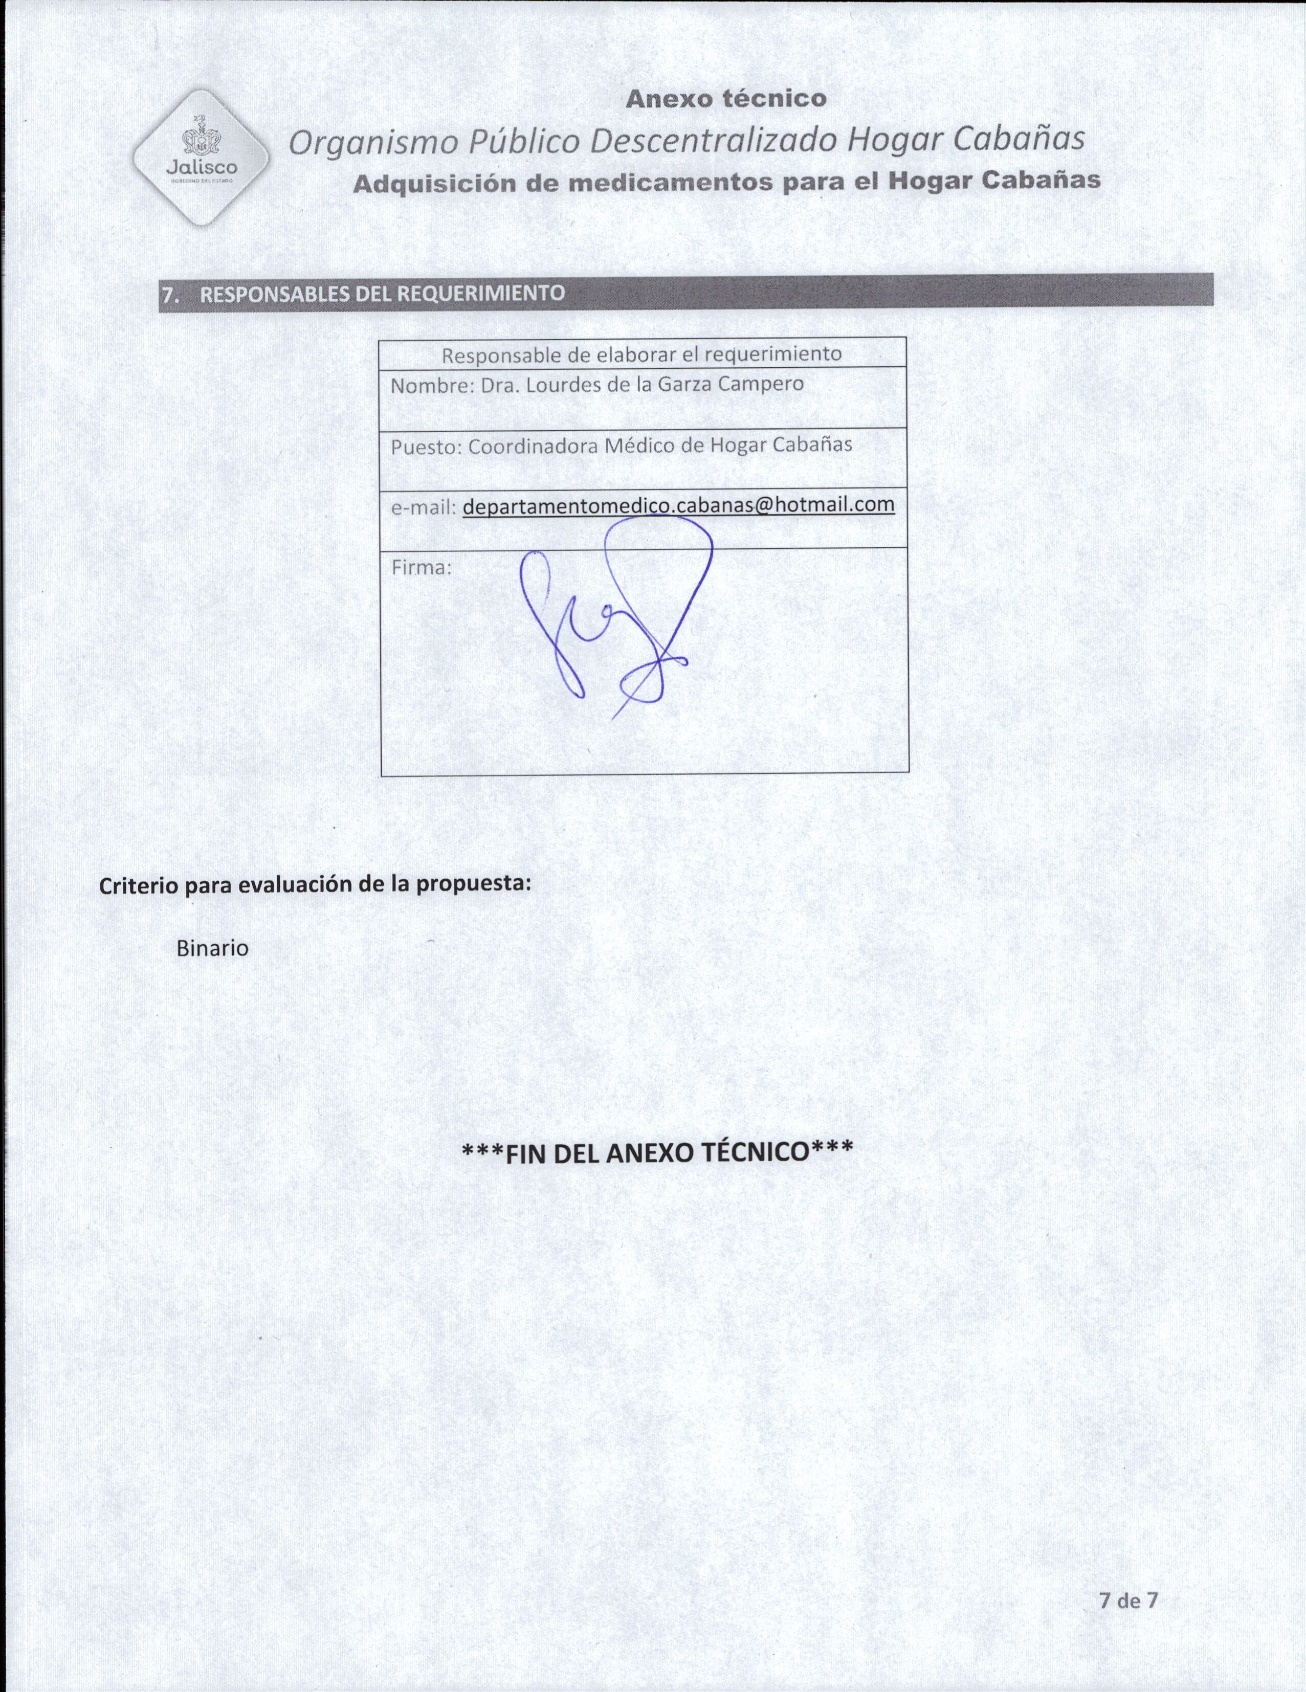 Anexo técnico
Organismo Público Descentralizado Hogar Cabañas
Adquisición de medicamentos para el Hogar Cabañas
Jalisco
GOBIERNO DEL ESTADO
7. RESPONSABLES DEL REQUERIMIENTO
Responsable de elaborar el requerimiento
Nombre: Dra. Lourdes de la Garza Campero
Puesto: Coordinadora Médico de Hogar Cabañas
e-mail: departamentomedico.cabanas@hotmail.com
Firma:
Criterio para evaluación de la propuesta:
Binario
***FIN DEL ANEXO TÉCNICO***
7 de 7